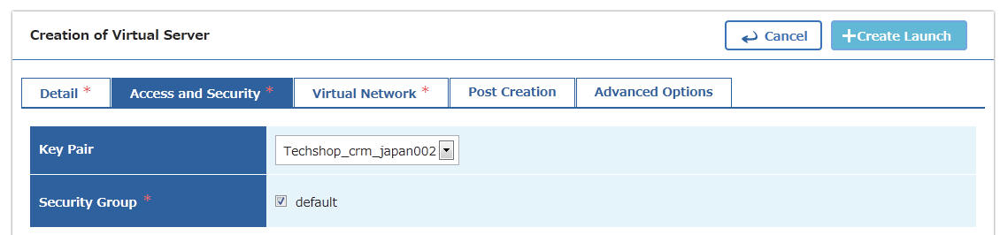 Creation of Virtual Server
Cancel
+Create Launch
Detail *
Access and Security *
Virtual Network *
Post Creation
Advanced Options
Key Pair
Techshop_crm_japan002
Security Group *
default